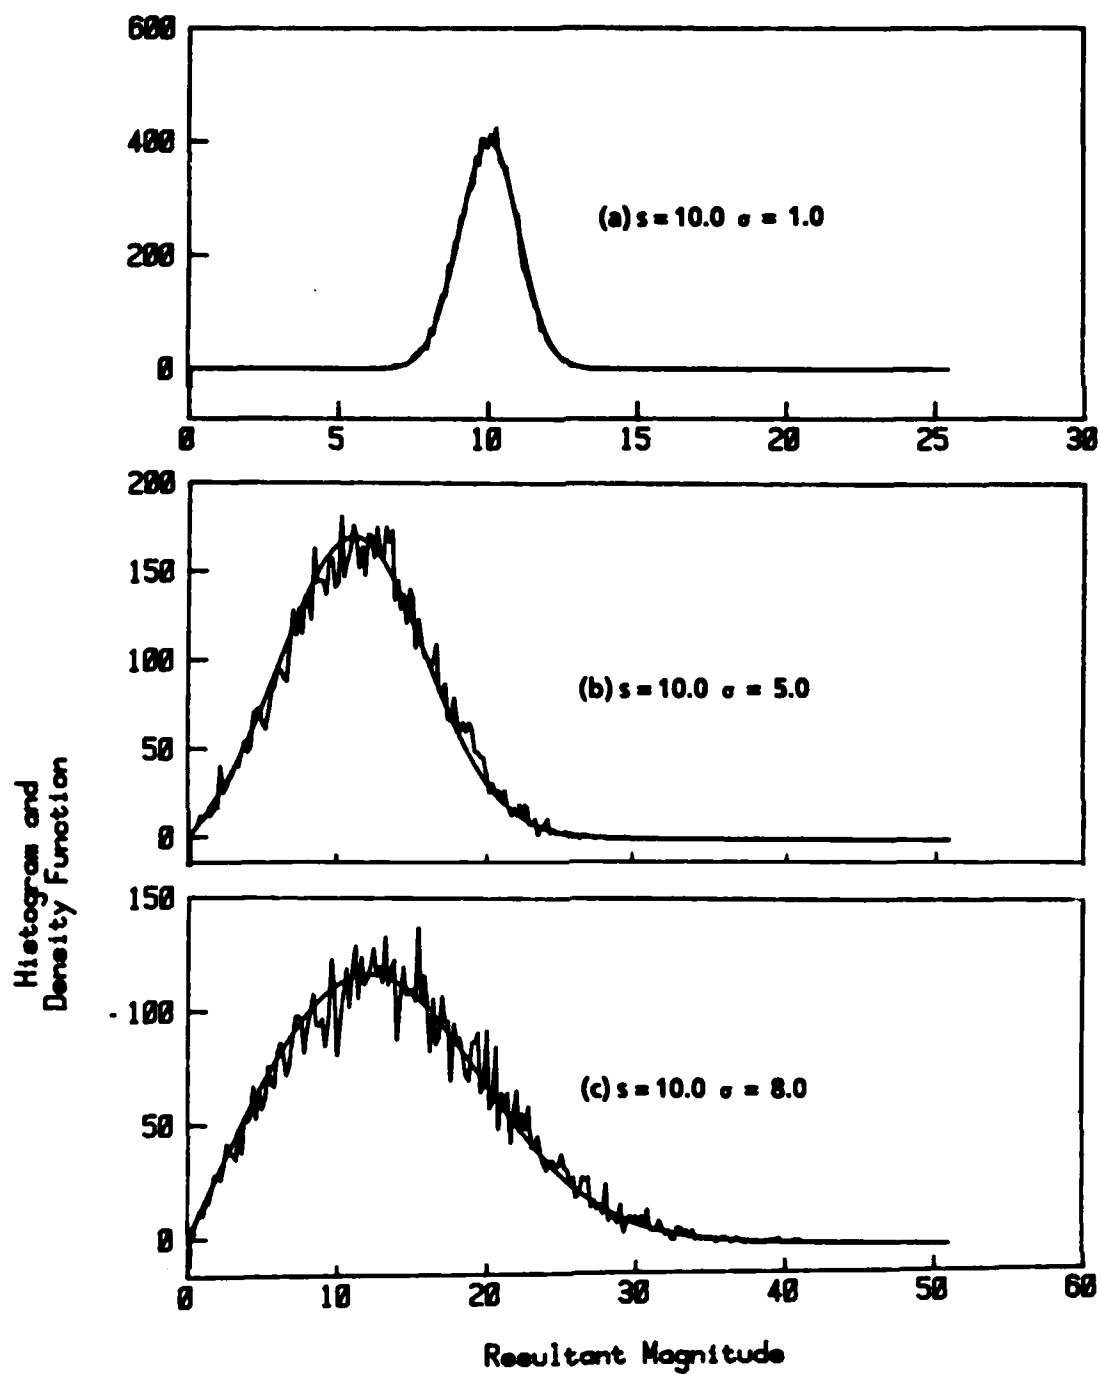 600
400
200
0
(a) s = 10.0 σ = 1.0
0 5 10 15 20 25 30
200
150
100
50
0
(b) s = 10.0 σ = 5.0
Histogram and
Density Function
150
100
50
0
(c) s = 10.0 σ = 8.0
0 10 20 30 40 50 60
Resultant Magnitude